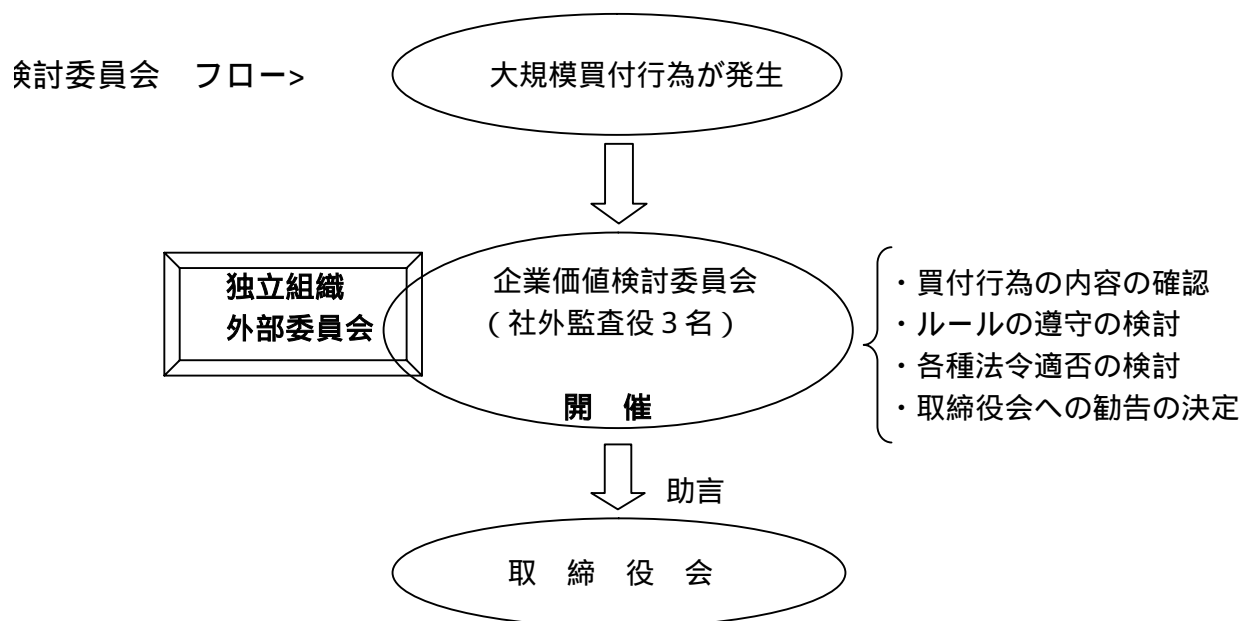 検討委員会　フロー>
大規模買付行為が発生
独立組織
外部委員会
企業価値検討委員会
（社外監査役３名）
開　催
・買付行為の内容の確認
・ルールの遵守の検討
・各種法令適否の検討
・取締役会への勧告の決定
助言
取　締　役　会